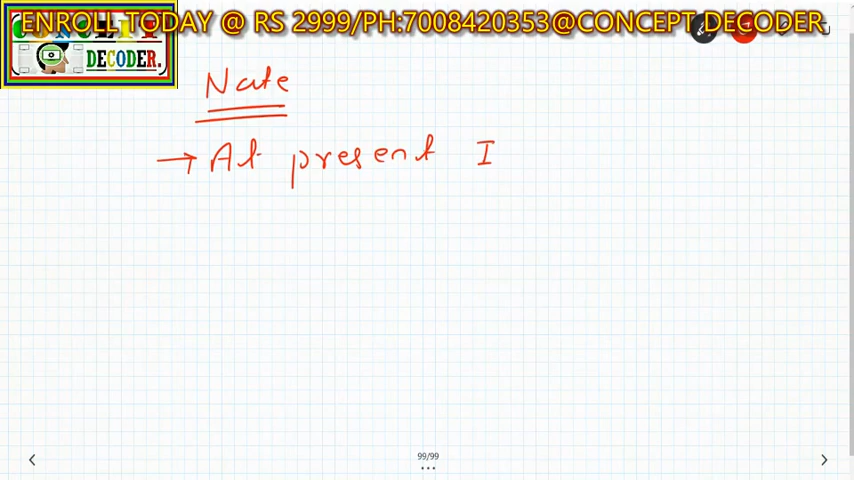 ENROLL TODAY @ RS 2999/PH:7008420353@CONCEPT DECODER
DECODER.
Note
→ At present I
99/99